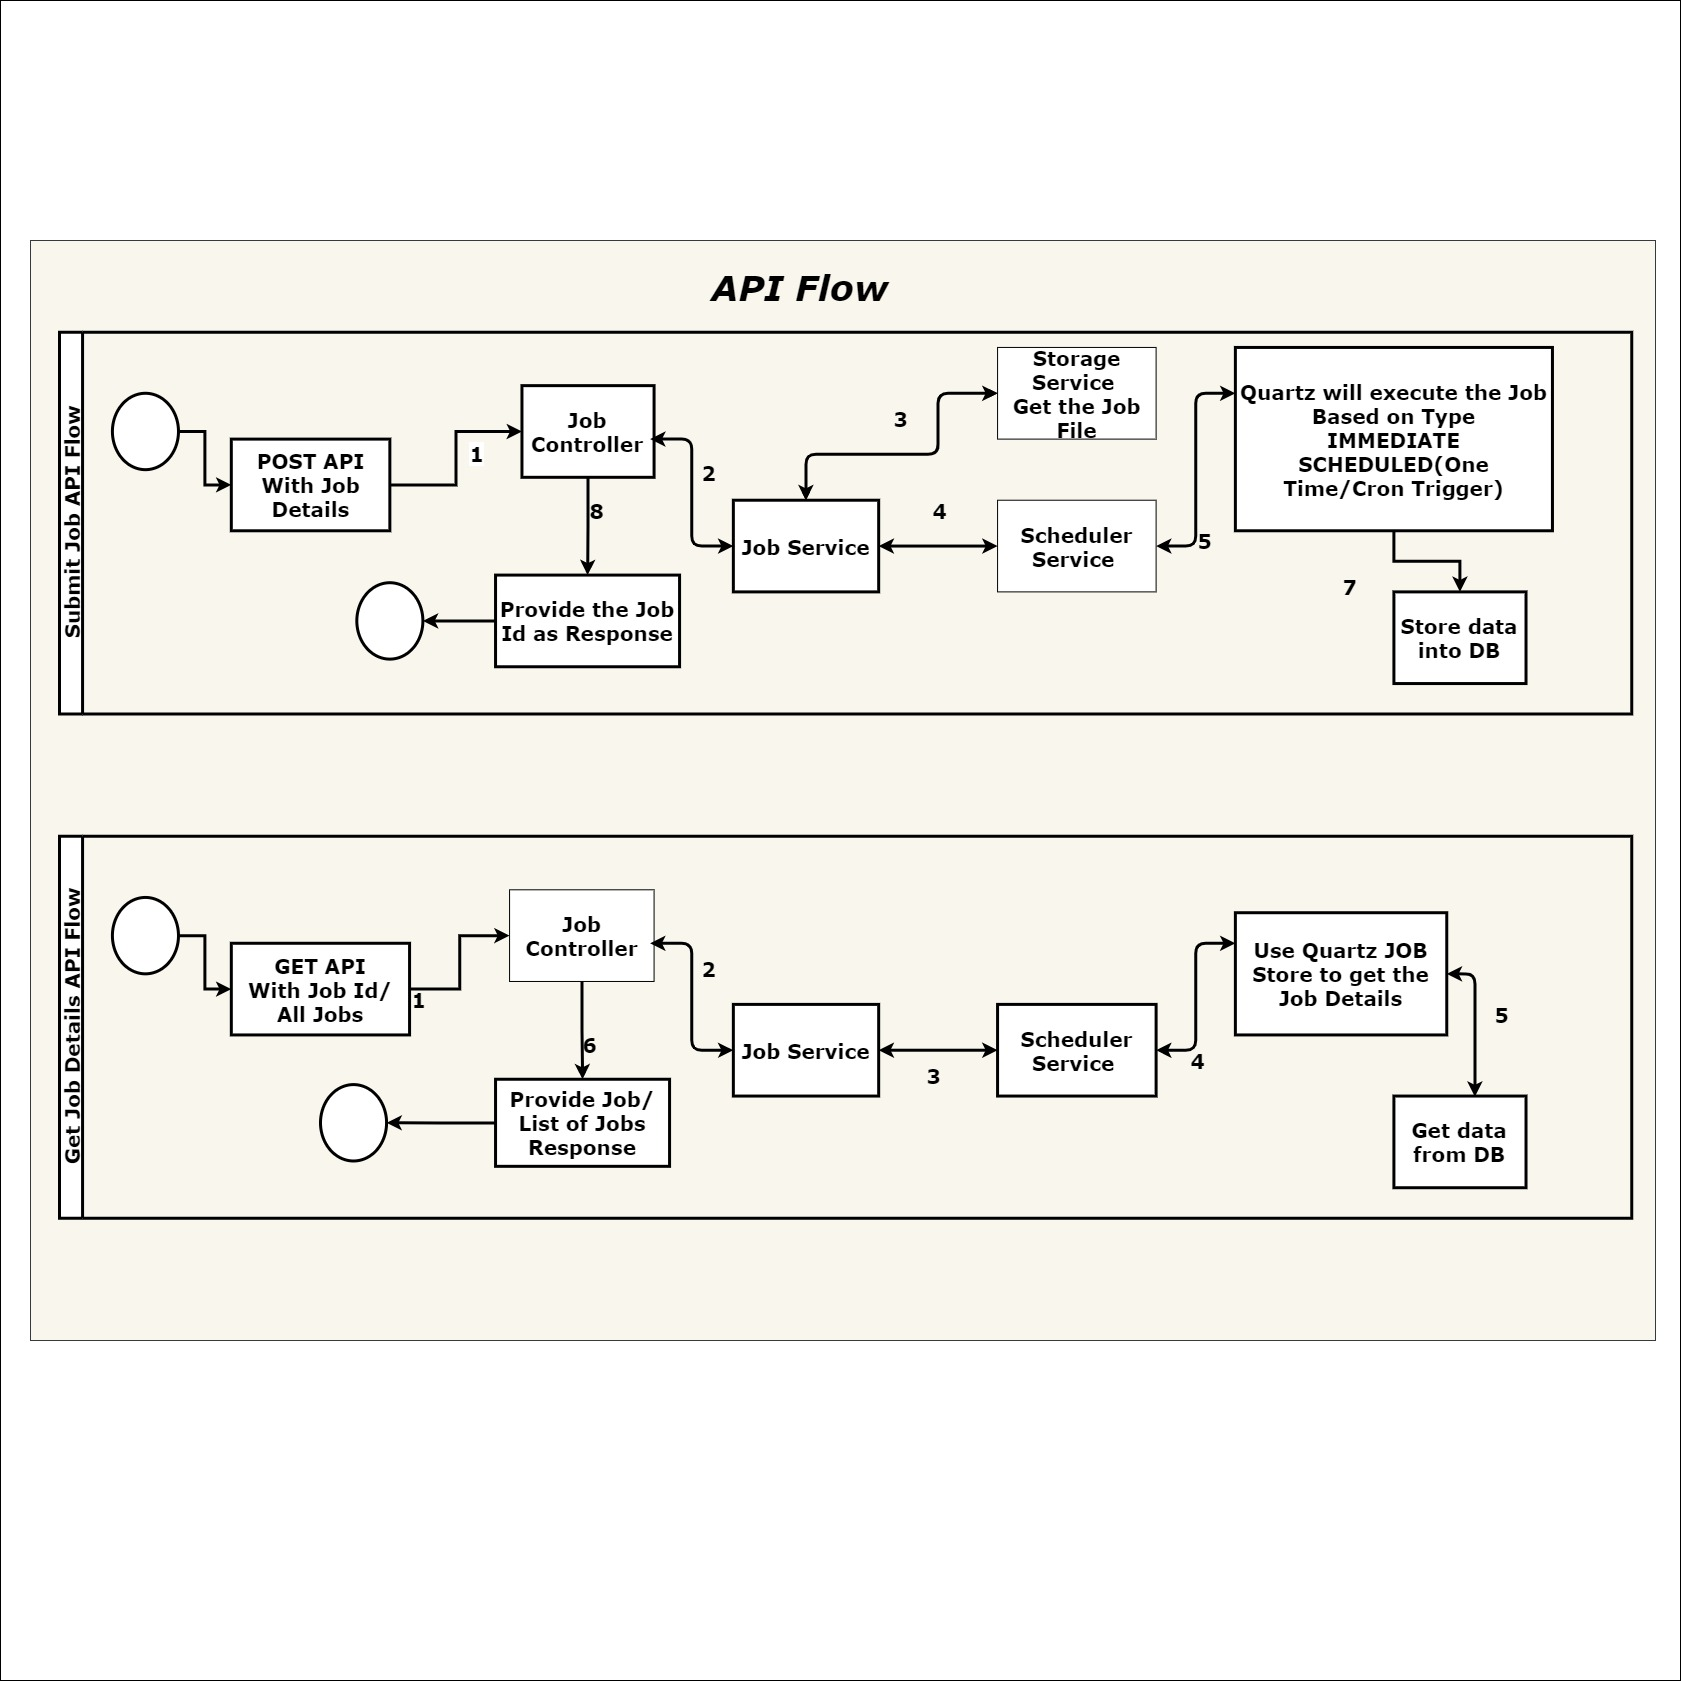 API Flow
Submit Job API Flow
POST API
With Job
Details
1
Job
Controller
2
8
Provide the Job
Id as Response
Job Service
3
Storage
Service
Get the Job
File
4
Scheduler
Service
5
Quartz will execute the Job
Based on Type
IMMEDIATE
SCHEDULED(One
Time/Cron Trigger)
7
Store data
into DB
Get Job Details API Flow
GET API
With Job Id/
All Jobs
1
Job
Controller
2
6
Provide Job/
List of Jobs
Response
Job Service
3
Scheduler
Service
4
Use Quartz JOB
Store to get the
Job Details
5
Get data
from DB